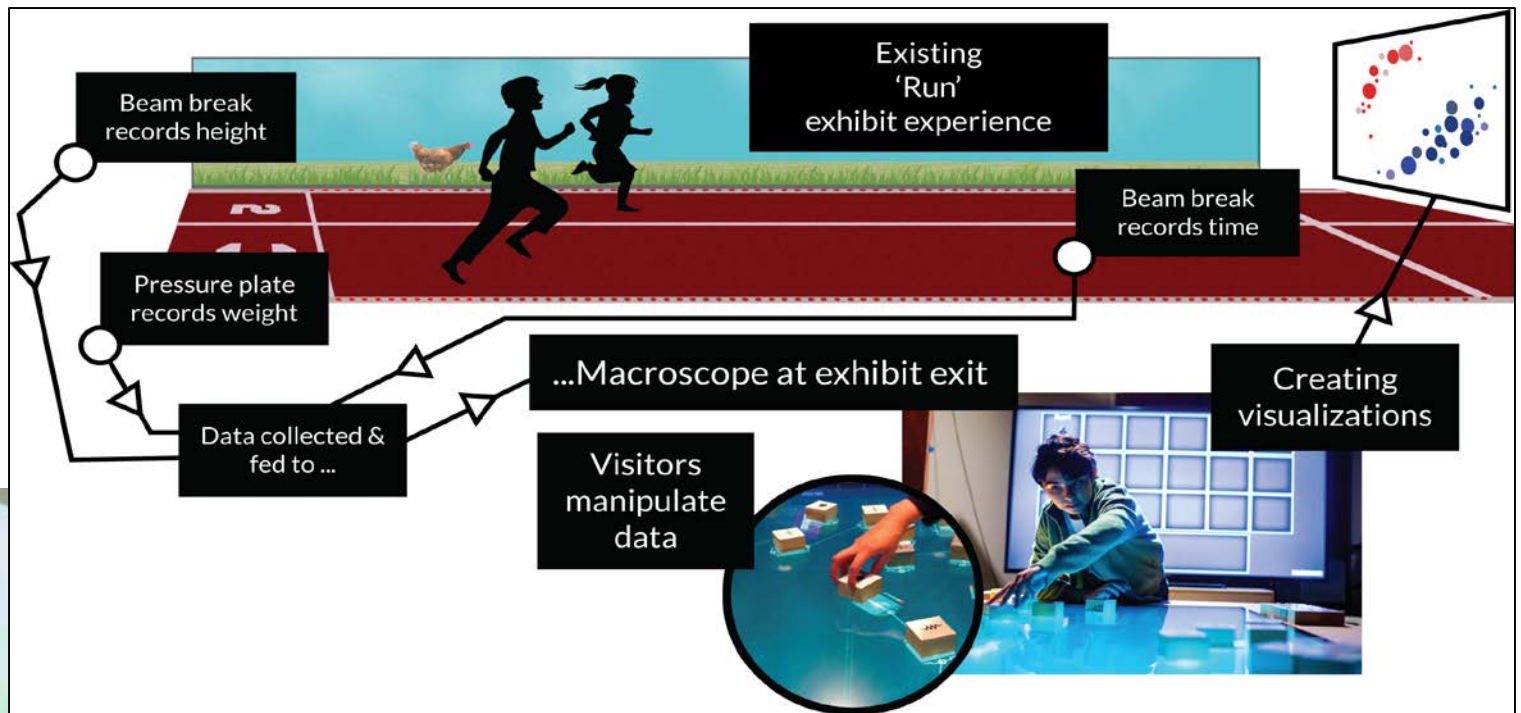 Existing
‘Run’
exhibit experience
Beam break
records height
Beam break
records time
2
Pressure plate
records weight
...Macroscope at exhibit exit
Creating
visualizations
Data collected &
fed to ...
Visitors
manipulate
data